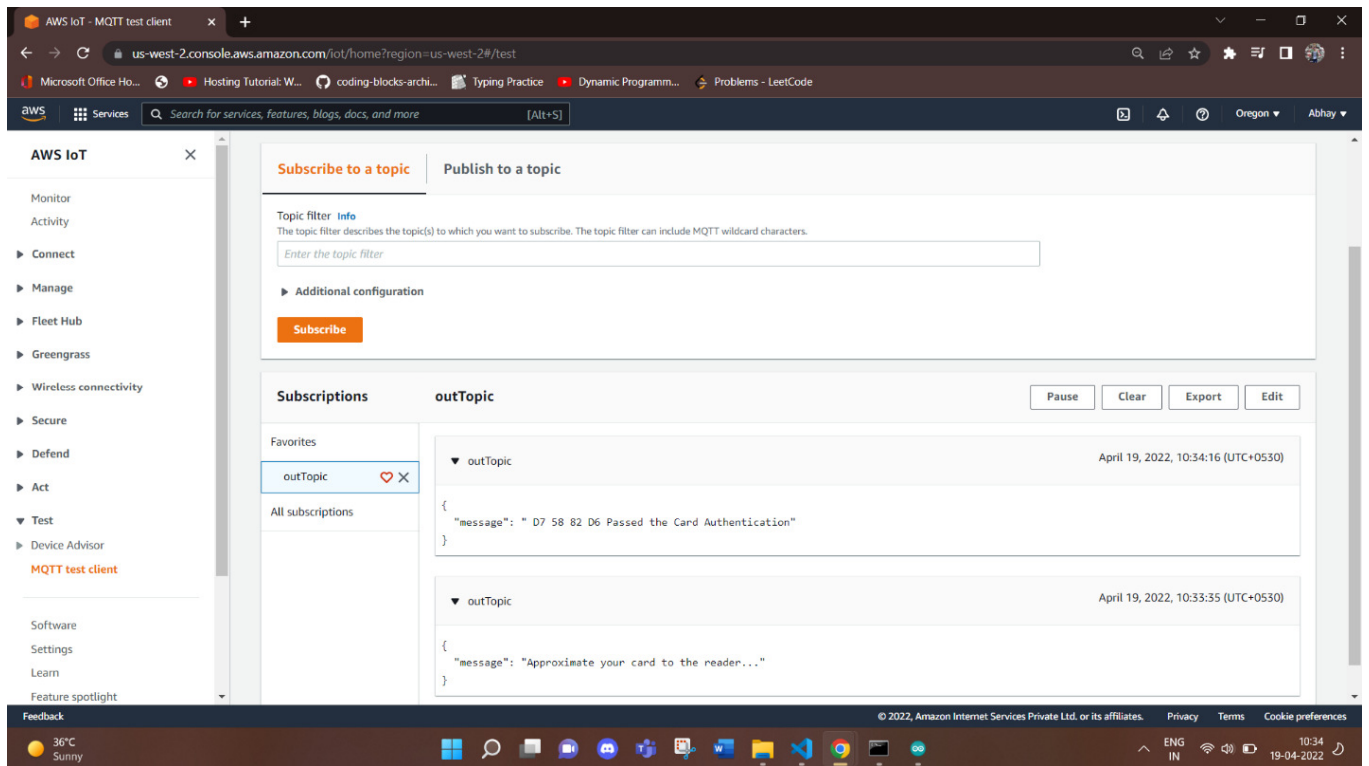 AWS IoT - MQTT test client
us-west-2.console.aws.amazon.com/iot/home?region=us-west-2#/test
Microsoft Office Ho... Hosting Tutorial: W... coding-blocks-archi... Typing Practice Dynamic Programm... Problems - LeetCode
aws Services Search for services, features, blogs, docs, and more [Alt+S] Oregon Abhay
AWS IoT
Monitor
Activity
Connect
Manage
Fleet Hub
Greengrass
Wireless connectivity
Secure
Defend
Act
Test
Device Advisor
MQTT test client
Software
Settings
Learn
Feature spotlight
Subscribe to a topic Publish to a topic
Topic filter Info
The topic filter describes the topic(s) to which you want to subscribe. The topic filter can include MQTT wildcard characters.
Enter the topic filter
Additional configuration
Subscribe
Subscriptions
Favorites
outTopic
All subscriptions
outTopic Pause Clear Export Edit
outTopic April 19, 2022, 10:34:16 (UTC+0530)
{
"message": " D7 58 82 D6 Passed the Card Authentication"
}
outTopic April 19, 2022, 10:33:35 (UTC+0530)
{
"message": "Approximate your card to the reader..."
}
Feedback © 2022, Amazon Internet Services Private Ltd. or its affiliates. Privacy Terms Cookie preferences
36°C
Sunny
ENG
IN
10:34
19-04-2022